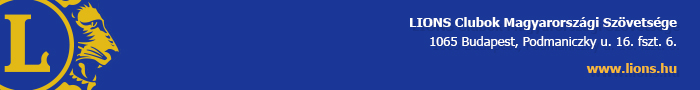 L
LIONS Clubok Magyarországi Szövetsége
1065 Budapest, Podmaniczky u. 16. fszt. 6.
www.lions.hu